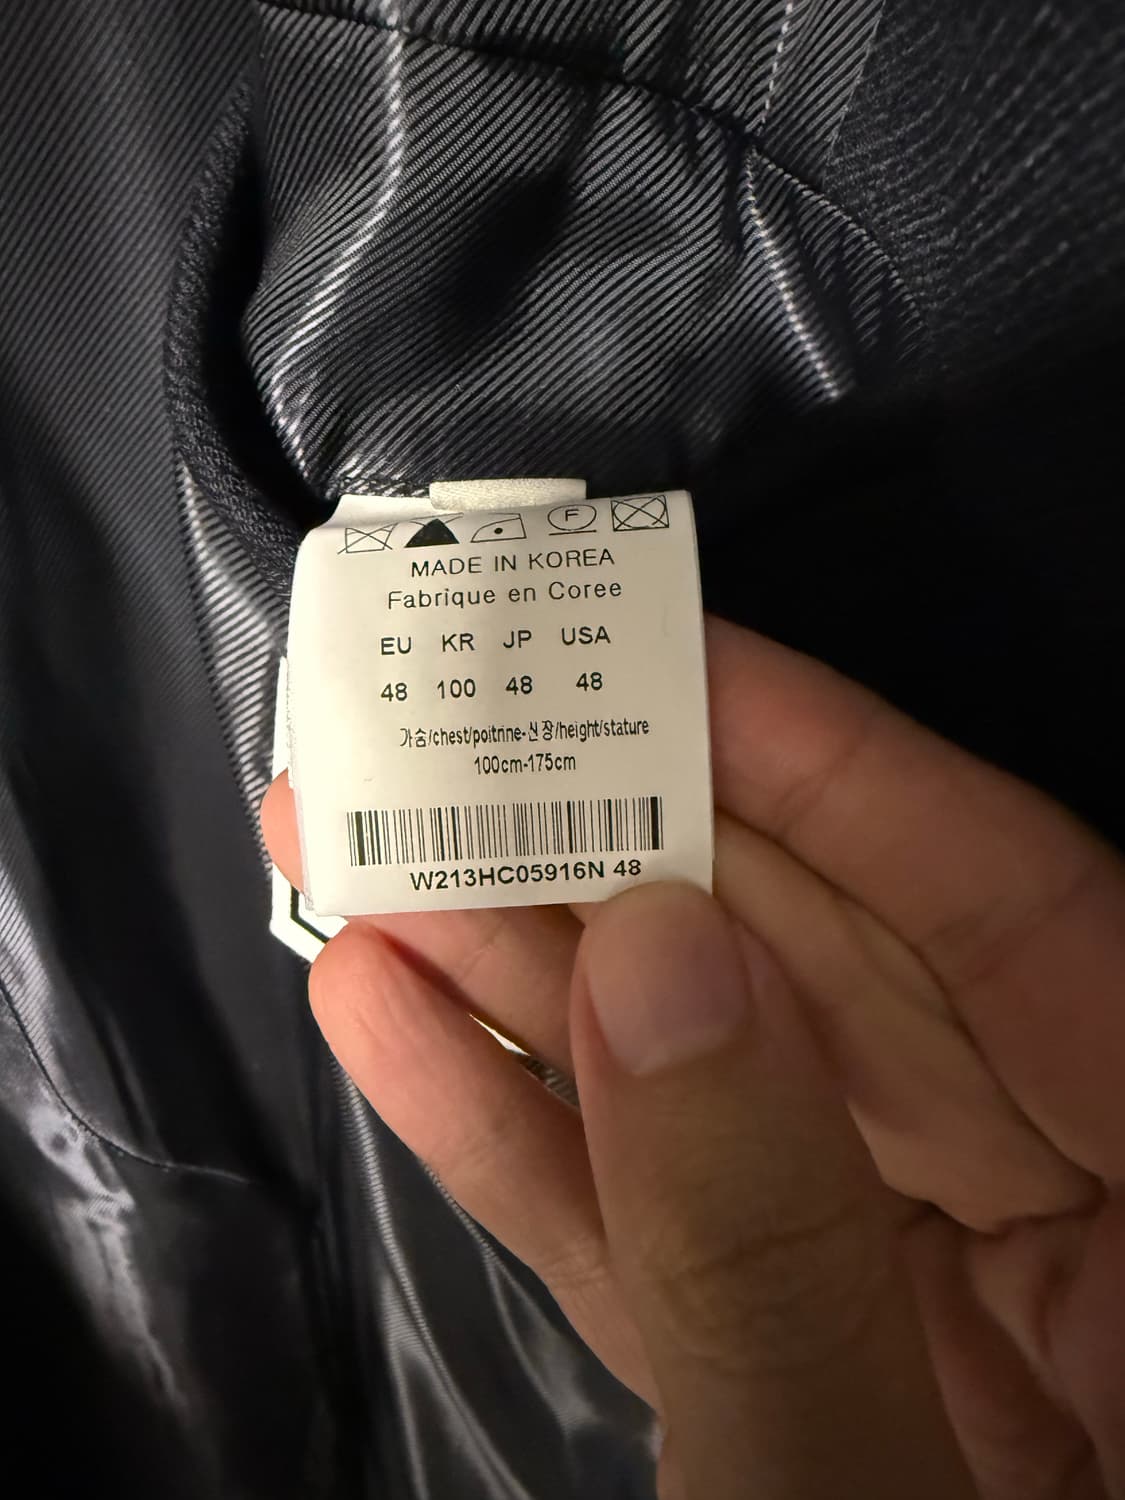 F
MADE IN KOREA
Fabrique en Coree
EU KR JP USA
48 100 48 48
가슴/chest/poitrine-신장/height/stature
100cm-175cm
W213HC05916N 48